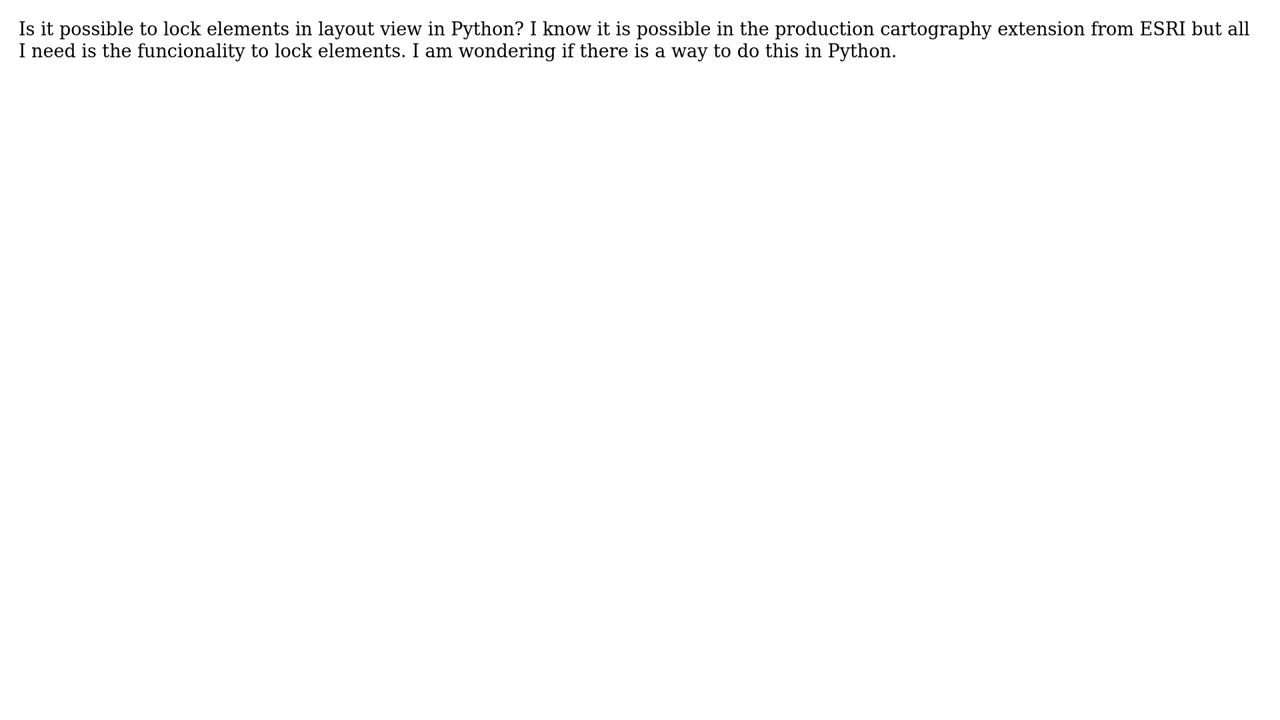 Is it possible to lock elements in layout view in Python? I know it is possible in the production cartography extension from ESRI but all
I need is the funcionality to lock elements. I am wondering if there is a way to do this in Python.